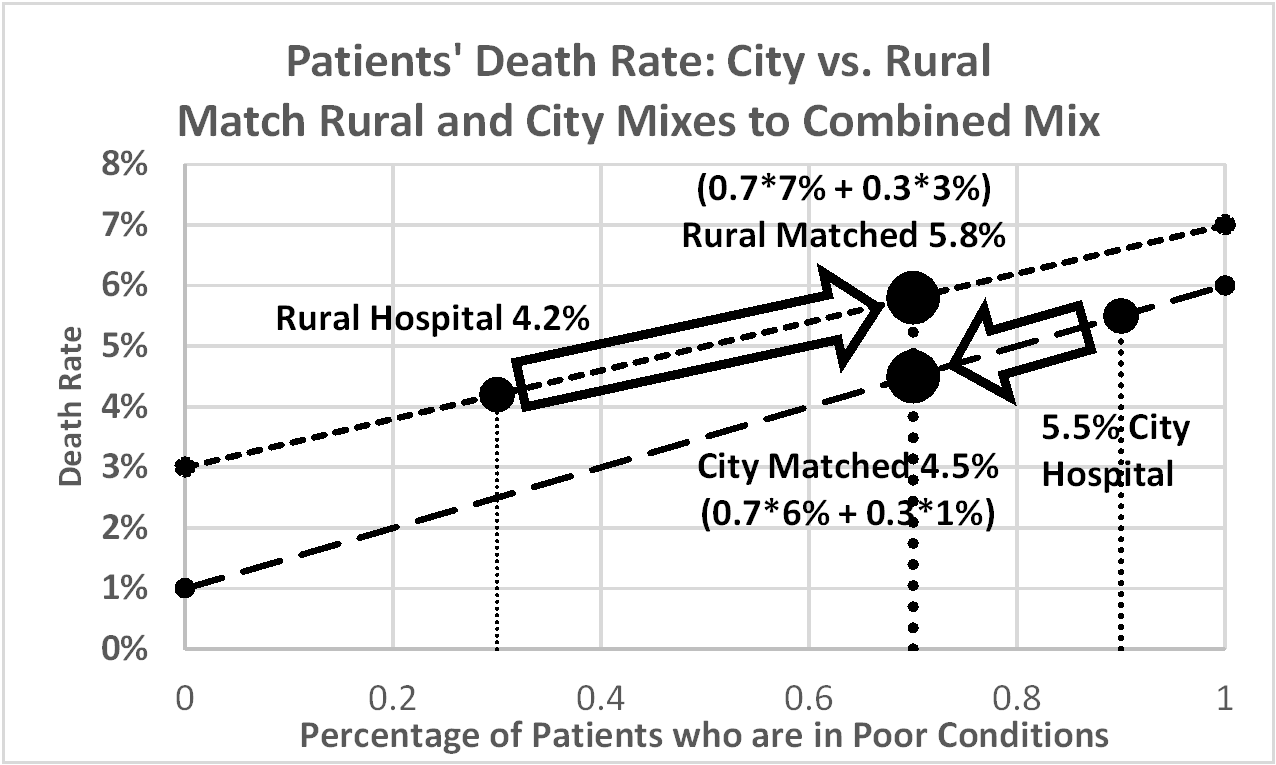 Patients' Death Rate: City vs. Rural
Match Rural and City Mixes to Combined Mix
8%
7%
6%
5%
4%
3%
2%
1%
0%
Death Rate
(0.7*7% + 0.3*3%)
Rural Matched 5.8%
Rural Hospital 4.2%
5.5% City
Hospital
City Matched 4.5%
(0.7*6% + 0.3*1%)
0 0.2 0.4 0.6 0.8 1
Percentage of Patients who are in Poor Conditions